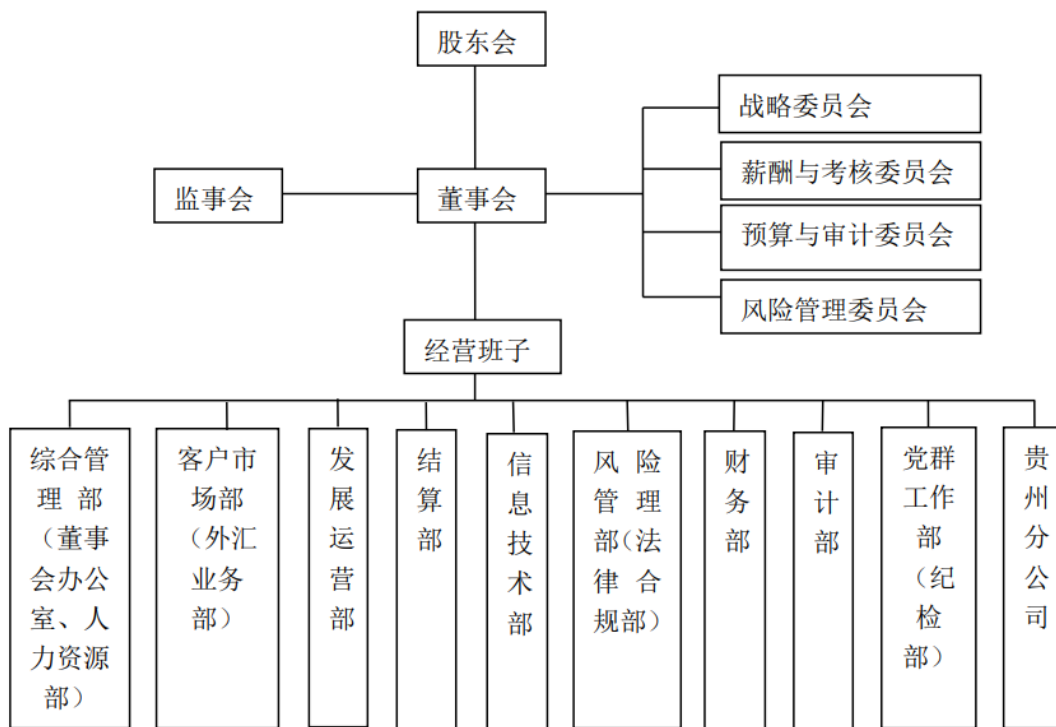 股东会
战略委员会
薪酬与考核委员会
监事会
董事会
预算与审计委员会
风险管理委员会
经营班子
综合管
理部
（董事
会办公
室、人
力资源
部）
客户市
场部
（外汇
业务
部）
发
展
运
营
部
结
算
部
信
息
技
术
部
风险
管理
部（法
律合
规部）
财
务
部
审
计
部
党群
工作
部
（纪
检
部）
贵
州
分
公
司